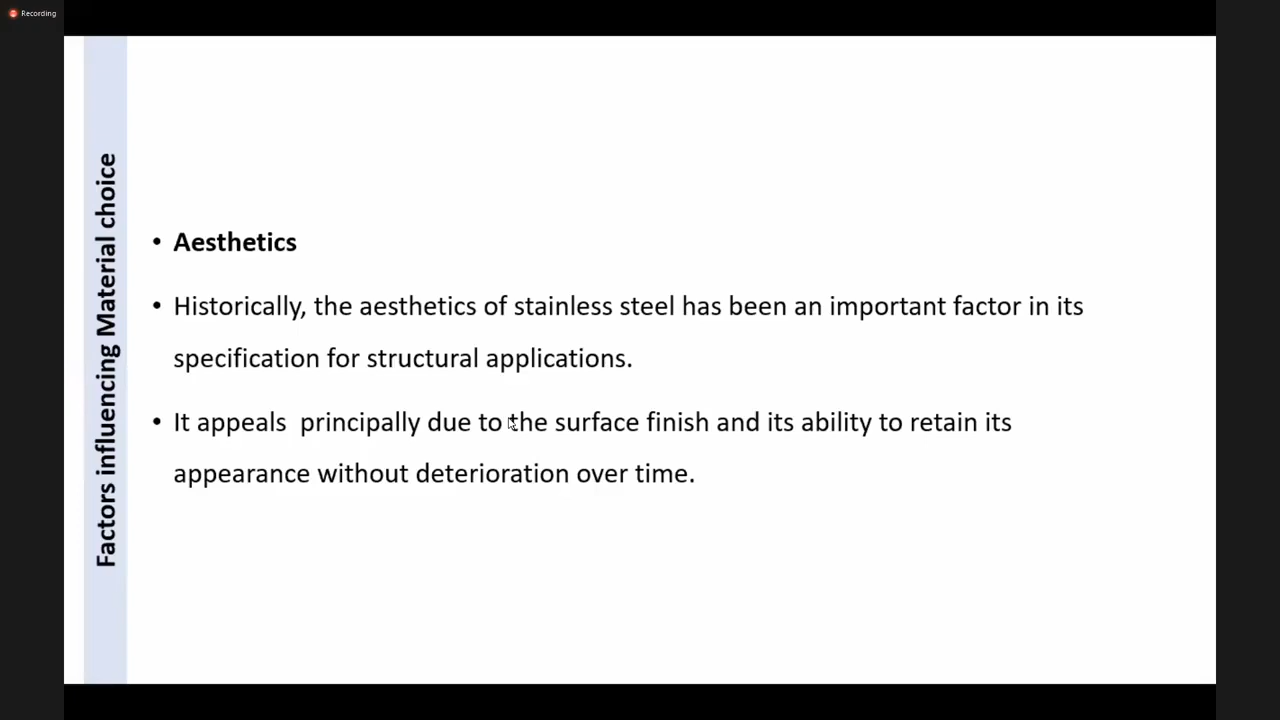 Recording
Factors influencing Material choice
• Aesthetics
• Historically, the aesthetics of stainless steel has been an important factor in its
specification for structural applications.
• It appeals  principally due to the surface finish and its ability to retain its
appearance without deterioration over time.